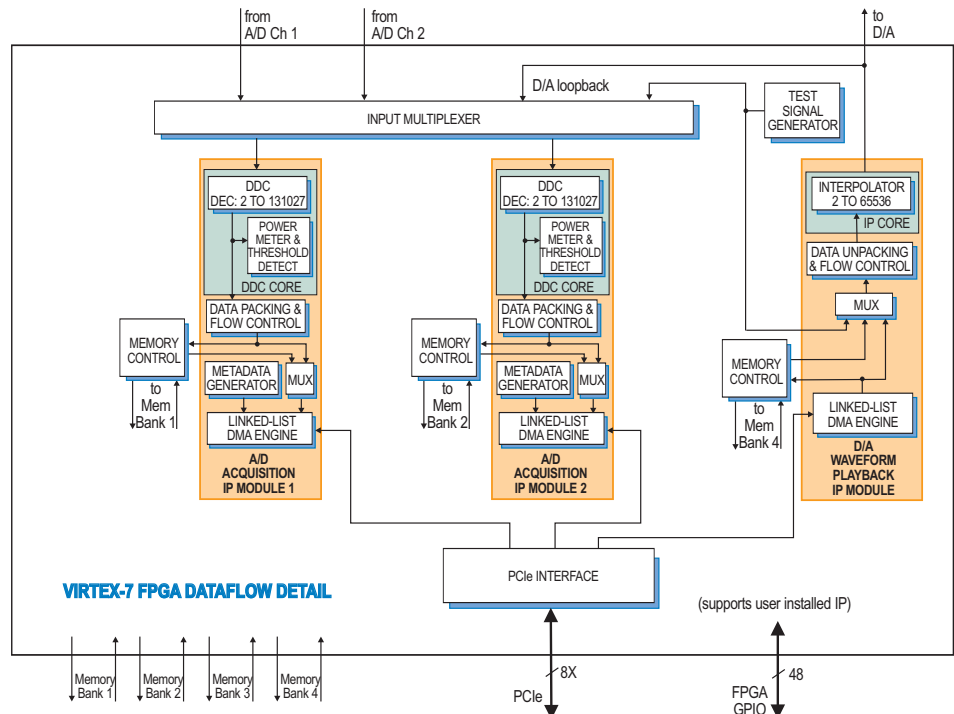 from
A/D Ch 1
from
A/D Ch 2
to
D/A
D/A loopback
TEST
SIGNAL
GENERATOR
INPUT MULTIPLEXER
DDC
DEC: 2 TO 131027
POWER
METER &
THRESHOLD
DETECT
DDC CORE
DATA PACKING &
FLOW CONTROL
MEMORY
CONTROL
METADATA
GENERATOR
MUX
to
Mem
Bank 1
LINKED-LIST
DMA ENGINE
A/D
ACQUISITION
IP MODULE 1
DDC
DEC: 2 TO 131027
POWER
METER &
THRESHOLD
DETECT
DDC CORE
DATA PACKING &
FLOW CONTROL
MEMORY
CONTROL
METADATA
GENERATOR
MUX
to
Mem
Bank 2
LINKED-LIST
DMA ENGINE
A/D
ACQUISITION
IP MODULE 2
INTERPOLATOR
2 TO 65536
IP CORE
DATA UNPACKING
& FLOW CONTROL
MUX
MEMORY
CONTROL
to
Mem
Bank 4
LINKED-LIST
DMA ENGINE
D/A
WAVEFORM
PLAYBACK
IP MODULE
PCIe INTERFACE
VIRTEX-7 FPGA DATAFLOW DETAIL
(supports user installed IP)
Memory
Bank 1
Memory
Bank 2
Memory
Bank 3
Memory
Bank 4
8X
PCIe
48
FPGA
GPIO